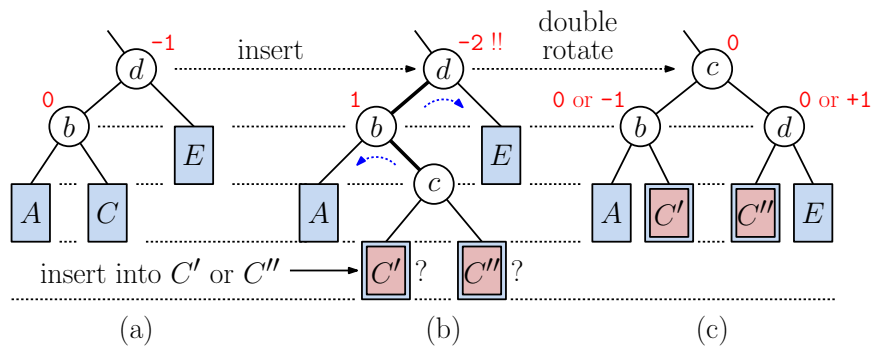 -1 insert -2 !! double rotate 0
d d c
0 1 0 or -1 0 or +1
b b b d
E E
A C A c A C′ C″ E
insert into C′ or C″ C′ ? C″ ?
(a) (b) (c)